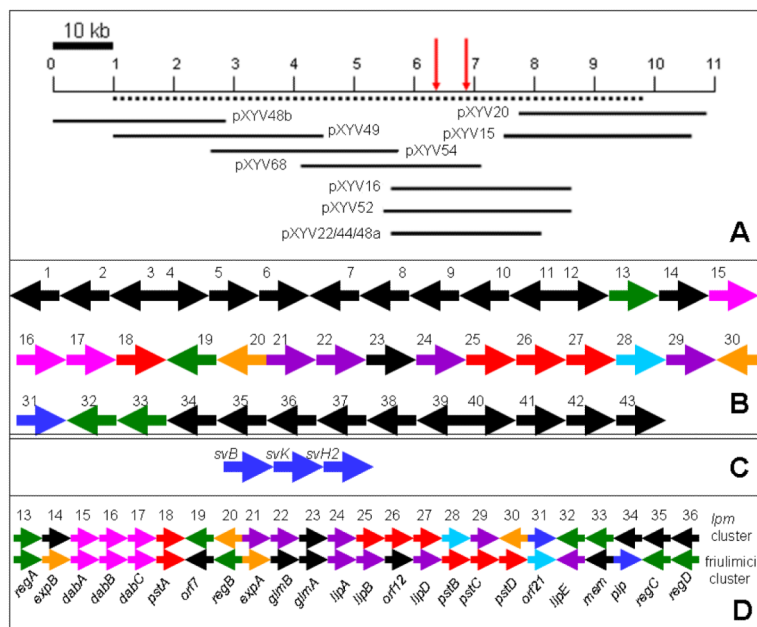 10 kb
0 1 2 3 4 5 6 7 8 9 10 11
pXYV48b pXYV20
pXYV49 pXYV15
pXYV54
pXYV68
pXYV16
pXYV52
pXYV22/44/48a
A
1 2 3 4 5 6 7 8 9 10 11 12 13 14 15
16 17 18 19 20 21 22 23 24 25 26 27 28 29 30
31 32 33 34 35 36 37 38 39 40 41 42 43
B
svB svK svH2
C
13 14 15 16 17 18 19 20 21 22 23 24 25 26 27 28 29 30 31 32 33 34 35 36 lpm
cluster
friulimicin
cluster
regA expB dabA dabB dabC pstA orf7 regB expA glmB glmA lipA lipB orf12 lipD pstB pstC pstD orf21 lipE mem pip regC regD
D